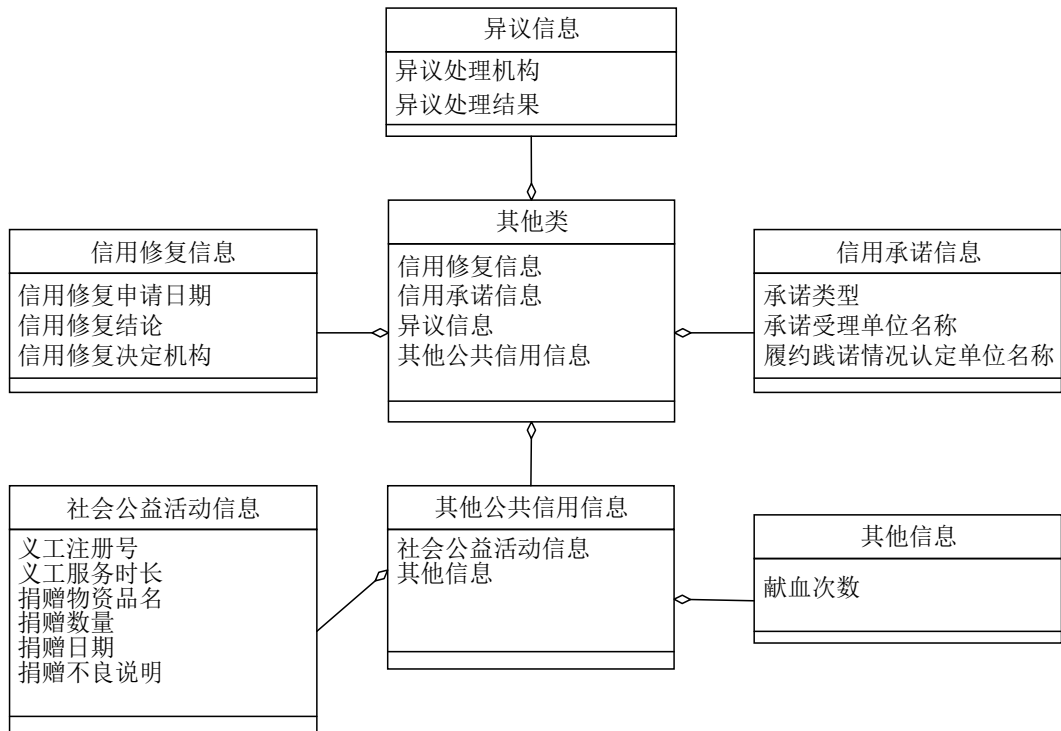 异议信息
异议处理机构
异议处理结果
其他类
信用修复信息
信用承诺信息
异议信息
其他公共信用信息
信用修复信息
信用修复申请日期
信用修复结论
信用修复决定机构
信用承诺信息
承诺类型
承诺受理单位名称
履约践诺情况认定单位名称
社会公益活动信息
义工注册号
义工服务时长
捐赠物资品名
捐赠数量
捐赠日期
捐赠不良说明
其他公共信用信息
社会公益活动信息
其他信息
其他信息
献血次数